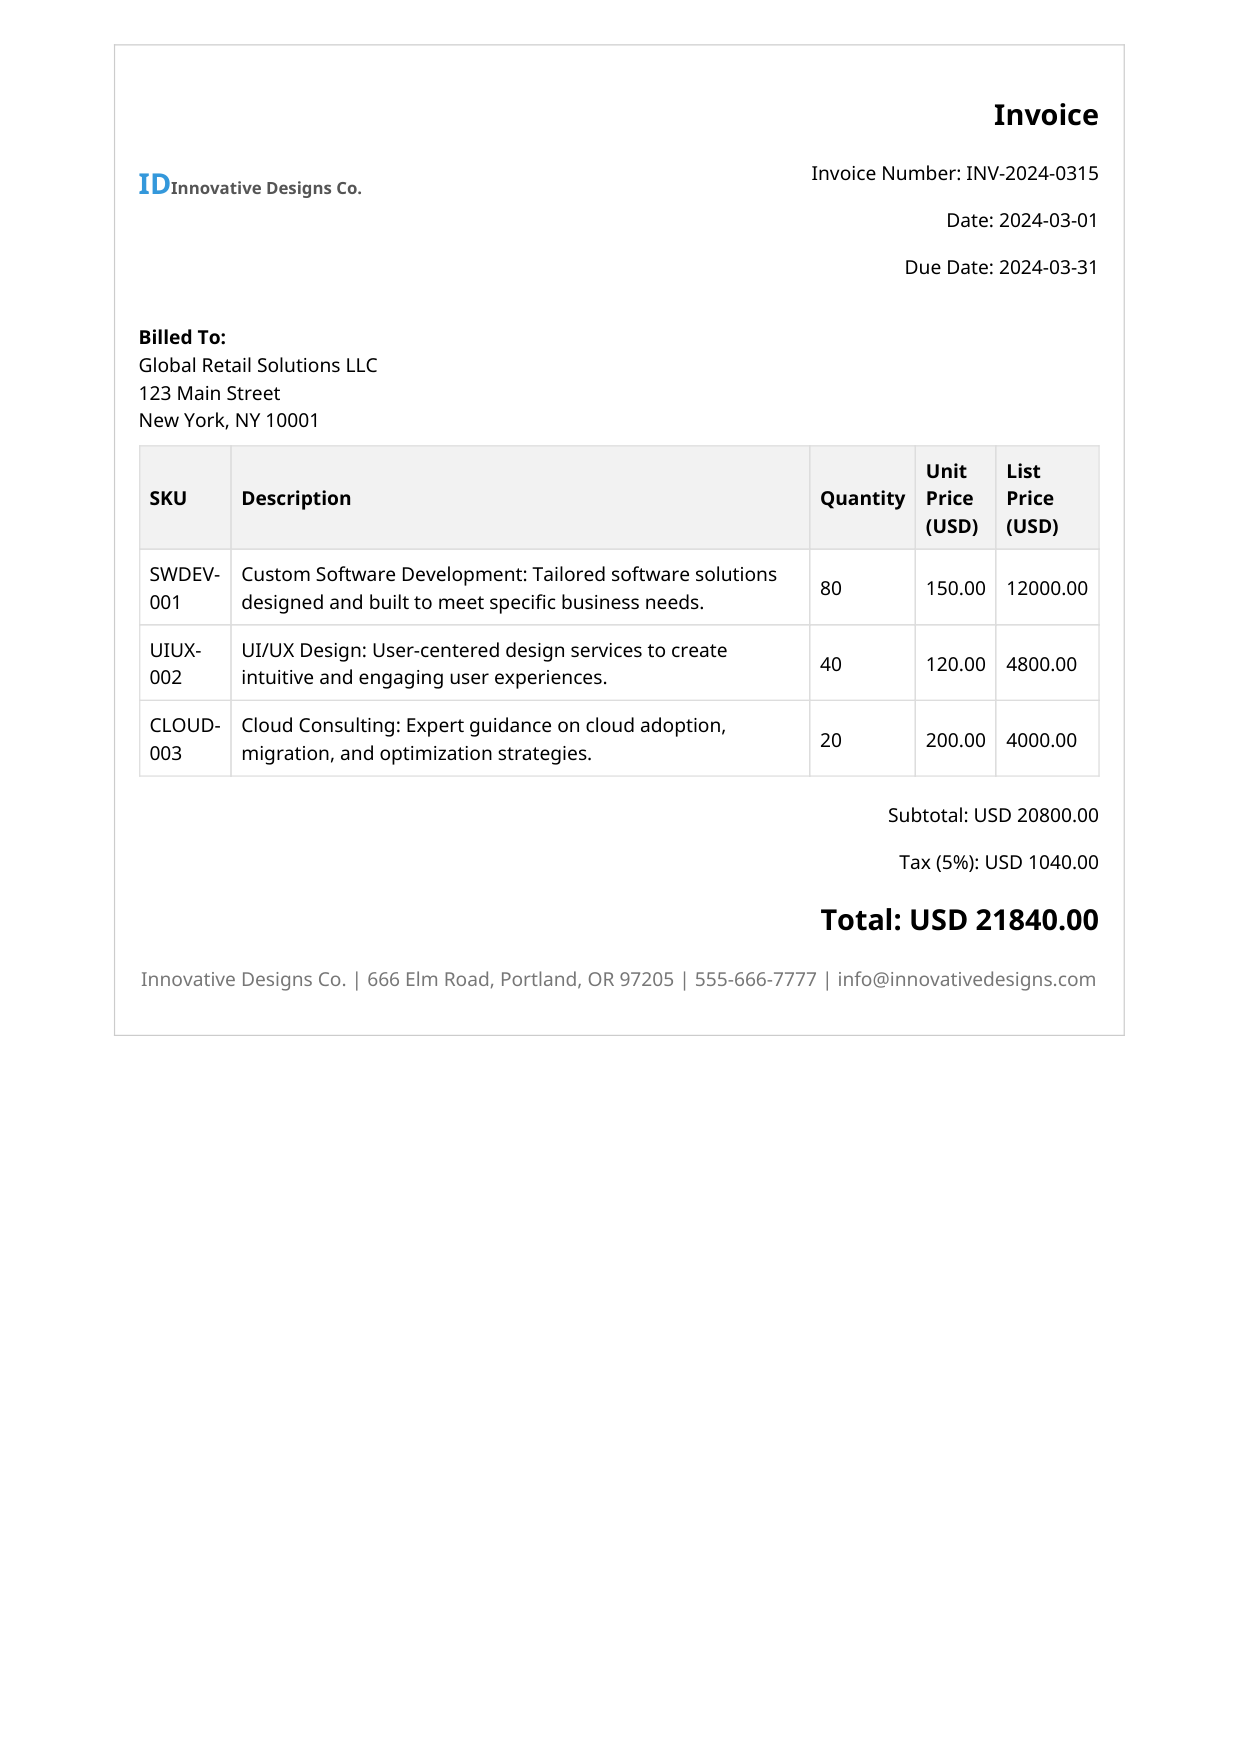 Invoice
IDInnovative Designs Co.
Invoice Number: INV-2024-0315
Date: 2024-03-01
Due Date: 2024-03-31
Billed To:
Global Retail Solutions LLC
123 Main Street
New York, NY 10001
SKU Description Quantity Unit Price (USD) List Price (USD)
SWDEV-001 Custom Software Development: Tailored software solutions designed and built to meet specific business needs. 80 150.00 12000.00
UIUX-002 UI/UX Design: User-centered design services to create intuitive and engaging user experiences. 40 120.00 4800.00
CLOUD-003 Cloud Consulting: Expert guidance on cloud adoption, migration, and optimization strategies. 20 200.00 4000.00
Subtotal: USD 20800.00
Tax (5%): USD 1040.00
Total: USD 21840.00
Innovative Designs Co. | 666 Elm Road, Portland, OR 97205 | 555-666-7777 | info@innovativedesigns.com